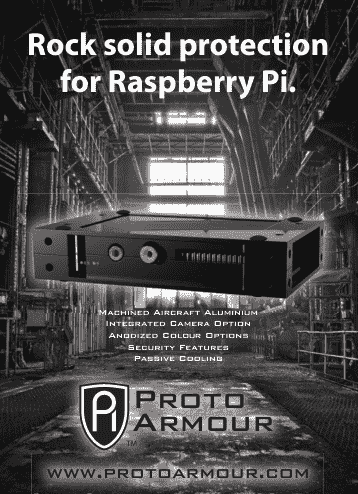 Rock solid protection
for Raspberry Pi.
Machined Aircraft Aluminium
Integrated Camera Option
Anodized Colour Options
Security Features
Passive Cooling
Proto
Armour
TM
www.protoarmour.com